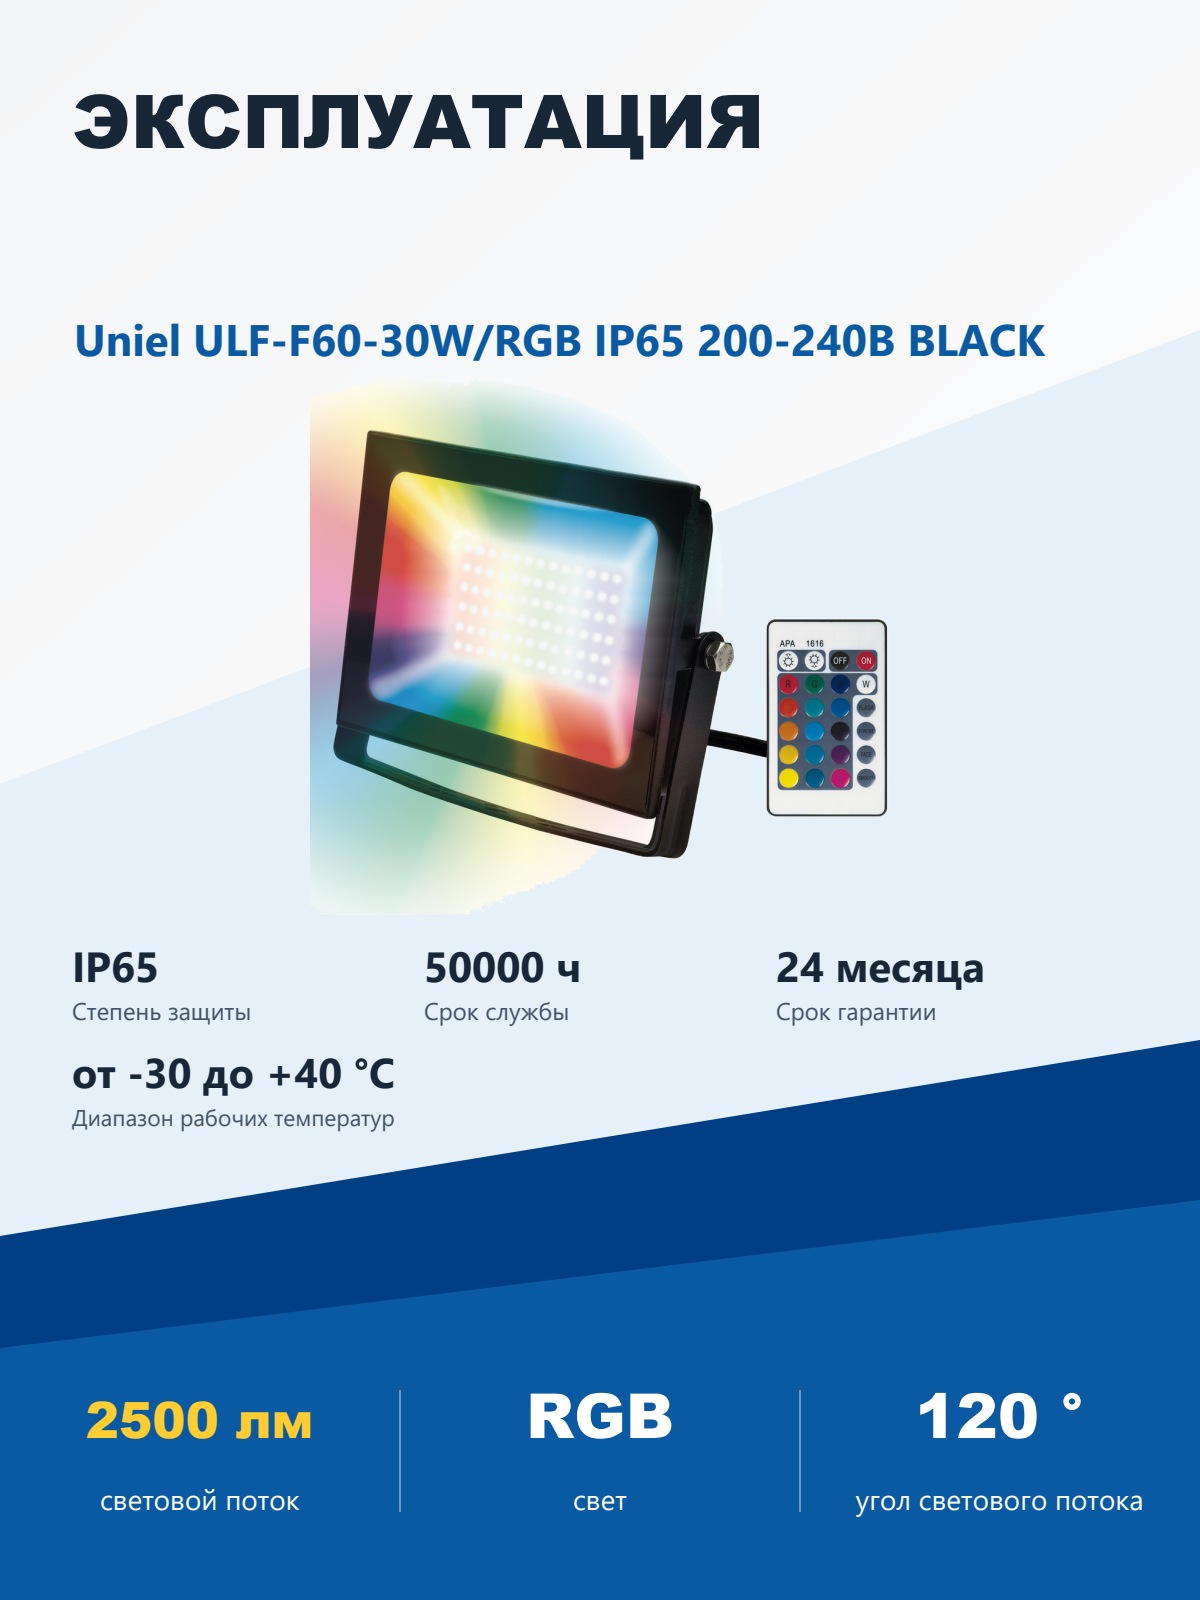 ЭКСПЛУАТАЦИЯ
Uniel ULF-F60-30W/RGB IP65 200-240В BLACK
APA 1616
OFF ON
R G W
IP65
Степень защиты
50000 ч
Срок службы
24 месяца
Срок гарантии
от -30 до +40 °C
Диапазон рабочих температур
2500 лм
световой поток
RGB
свет
120 °
угол светового потока